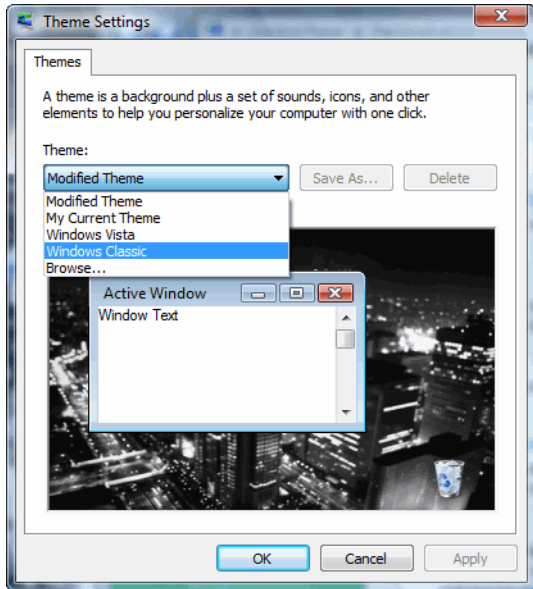 Theme Settings
Themes
A theme is a background plus a set of sounds, icons, and other
elements to help you personalize your computer with one click.
Theme:
Modified Theme
Save As...
Delete
Modified Theme
My Current Theme
Windows Vista
Windows Classic
Browse...
Active Window
Window Text
OK
Cancel
Apply